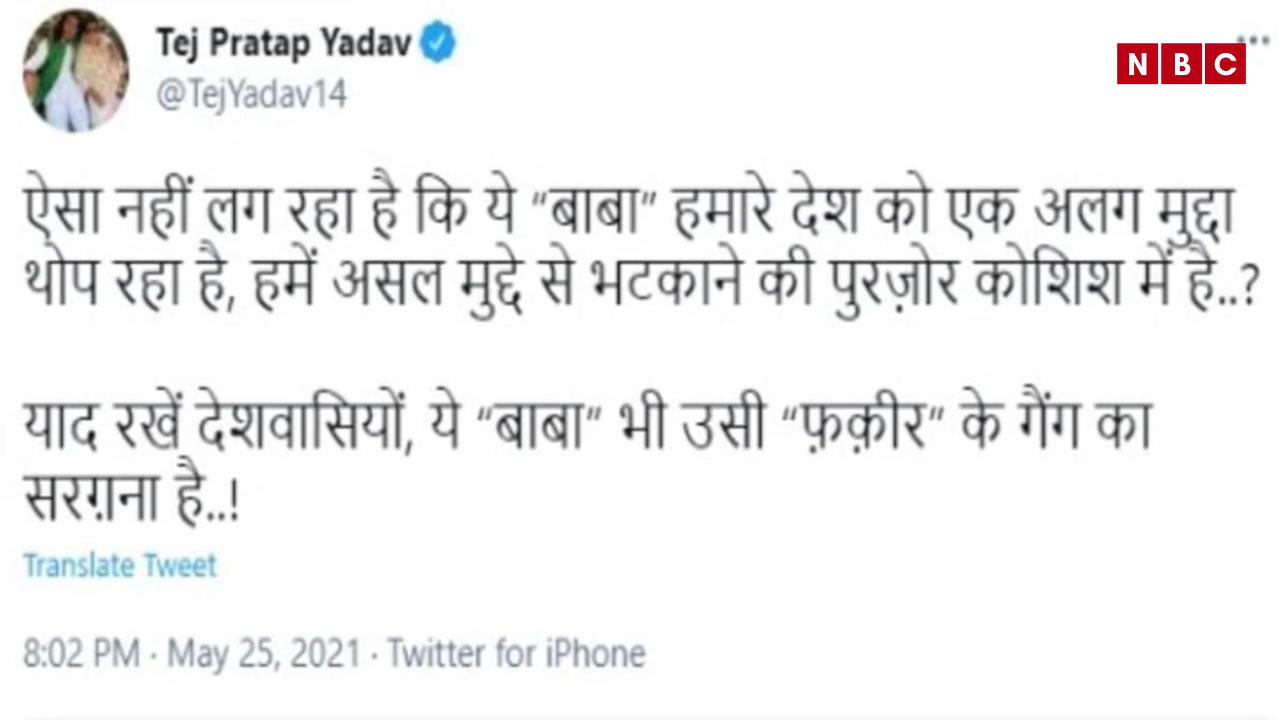 Tej Pratap Yadav
@TejYadav14
NBC
ऐसा नहीं लग रहा है कि ये “बाबा” हमारे देश को एक अलग मुद्दा
थोप रहा है, हमें असल मुद्दे से भटकाने की पुरज़ोर कोशिश में है..?
याद रखें देशवासियों, ये “बाबा” भी उसी “फ़क़ीर” के गैंग का
सरग़ना है..!
Translate Tweet
8:02 PM · May 25, 2021 · Twitter for iPhone